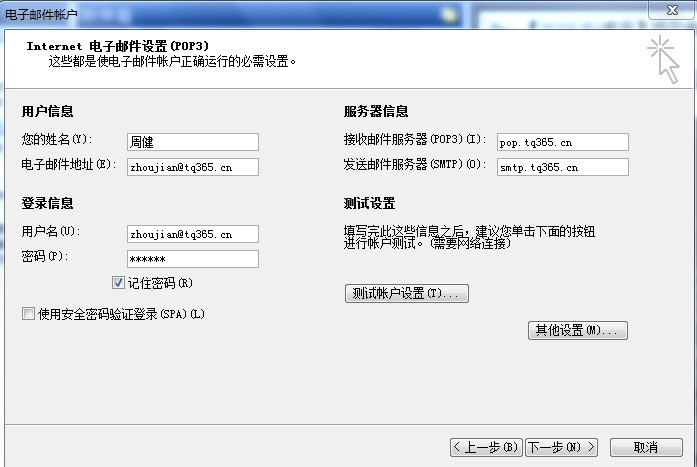 电子邮件帐户
Internet 电子邮件设置(POP3)
这些都是使电子邮件帐户正确运行的必需设置。
用户信息
您的姓名(Y):
周健
电子邮件地址(E):
zhoujian@tq365.cn
登录信息
用户名(U):
zhoujian@tq365.cn
密码(P):
******
记住密码(R)
使用安全密码验证登录(SPA)(L)
服务器信息
接收邮件服务器(POP3)(I):
pop.tq365.cn
发送邮件服务器(SMTP)(O):
smtp.tq365.cn
测试设置
填写完此这些信息之后，建议您单击下面的按钮
进行帐户测试。(需要网络连接)
测试帐户设置(T)...
其他设置(M)...
< 上一步(B)
下一步(N) >
取消